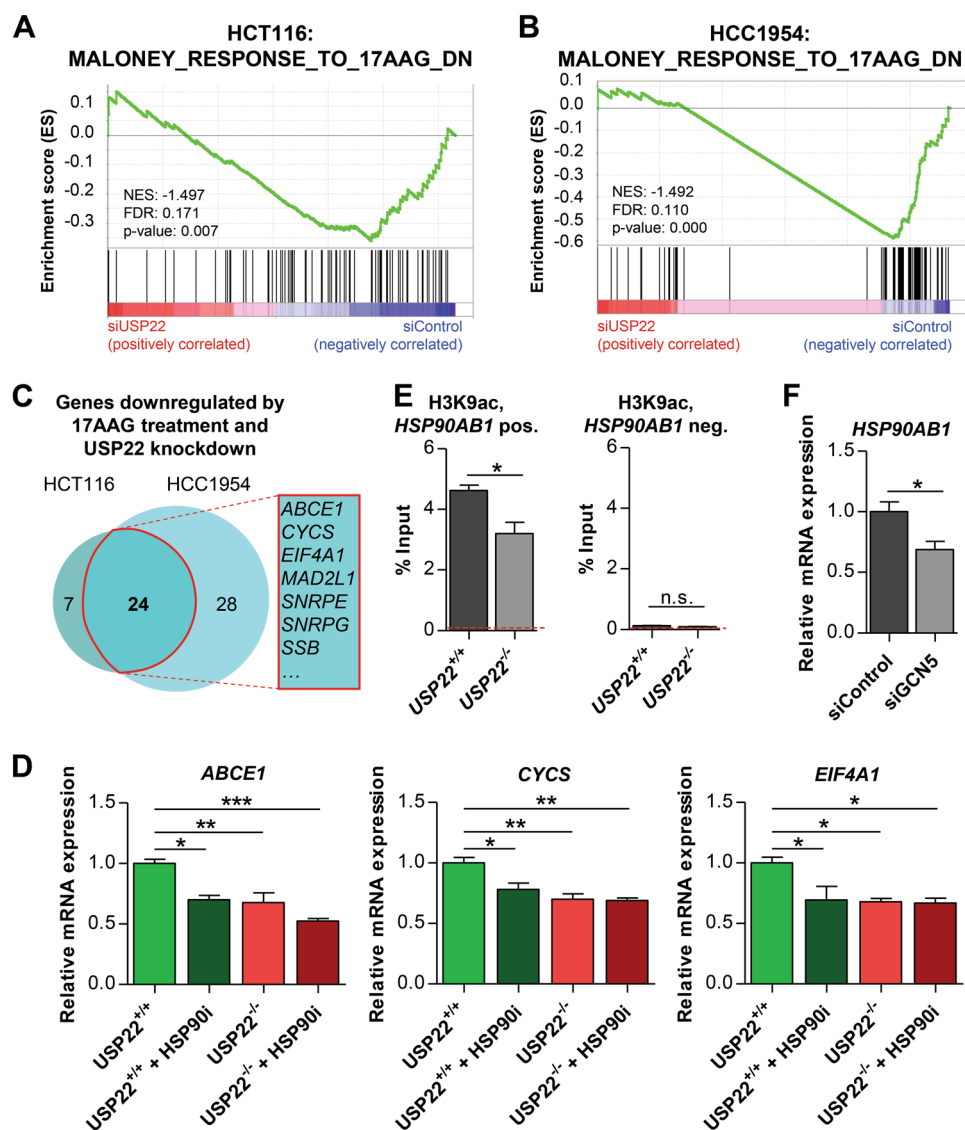 A
HCT116:
MALONEY_RESPONSE_TO_17AAG_DN
Enrichment score (ES)
0.1
0.0
-0.1
-0.2
-0.3
NES: -1.497
FDR: 0.171
p-value: 0.007
siUSP22
(positively correlated)
siControl
(negatively correlated)
B
HCC1954:
MALONEY_RESPONSE_TO_17AAG_DN
Enrichment score (ES)
0.1
0.0
-0.1
-0.2
-0.3
-0.4
-0.5
-0.6
NES: -1.492
FDR: 0.110
p-value: 0.000
siUSP22
(positively correlated)
siControl
(negatively correlated)
C
Genes downregulated by
17AAG treatment and
USP22 knockdown
HCT116
HCC1954
7
24
28
ABCE1
CYCS
EIF4A1
MAD2L1
SNRPE
SNRPG
SSB
...
E
H3K9ac,
HSP90AB1 pos.
% Input
6
4
2
0
*
USP22+/+
USP22-/-
H3K9ac,
HSP90AB1 neg.
% Input
6
4
2
0
n.s.
USP22+/+
USP22-/-
F
HSP90AB1
Relative mRNA expression
1.5
1.0
0.5
0.0
*
siControl
siGCN5
D
ABCE1
Relative mRNA expression
1.5
1.0
0.5
0.0
***
**
*
USP22+/+
USP22+/+ + HSP90i
USP22-/-
USP22-/- + HSP90i
CYCS
Relative mRNA expression
1.5
1.0
0.5
0.0
**
**
*
USP22+/+
USP22+/+ + HSP90i
USP22-/-
USP22-/- + HSP90i
EIF4A1
Relative mRNA expression
1.5
1.0
0.5
0.0
*
*
*
USP22+/+
USP22+/+ + HSP90i
USP22-/-
USP22-/- + HSP90i